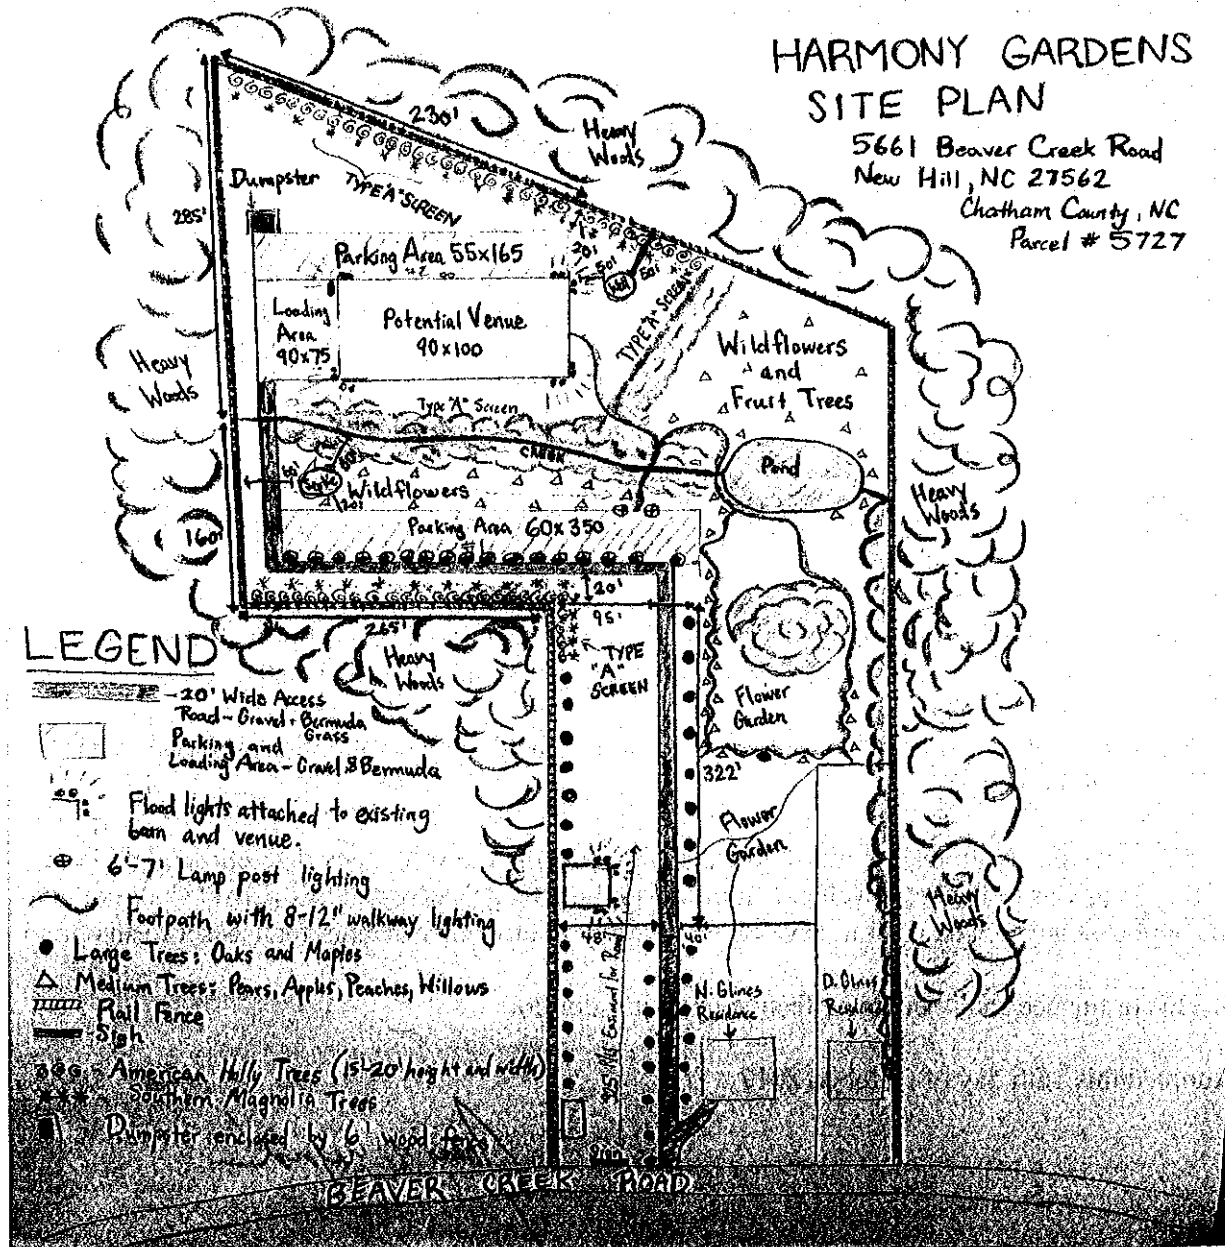 HARMONY GARDENS
SITE PLAN
5661 Beaver Creek Road
New Hill, NC 27562
Chatham County, NC
Parcel # 5727
230'
Heavy
Woods
Dumpster
TYPE "A" SCREEN
285'
Parking Area 55x165
20'
50'
50'
Well
Loading
Area
90x75
Potential Venue
90x100
TYPE "A" SCREEN
Wildflowers
and
Fruit Trees
Heavy
Woods
Type "A" Screen
CREEK
Pond
Wildflowers
Heavy
Woods
Parking Area 60x350
160'
20'
95'
265'
Heavy
Woods
TYPE
"A"
SCREEN
Flower
Garden
322'
Flower
Garden
LEGEND
20' Wide Access
Road - Gravel + Bermuda
Grass
Parking and
Loading Area - Gravel & Bermuda
Flood lights attached to existing
barn and venue.
6'-7' Lamp post lighting
Footpath with 8-12" walkway lighting
Large Trees: Oaks and Maples
Medium Trees: Pears, Apples, Peaches, Willows
Rail Fence
Sign
American Holly Trees (15'-20' height and width)
Southern Magnolia Trees
Dumpster enclosed by 6' wood fence
48'
40'
Heavy
Woods
N. Glines
Residence
D. Glines
Residence
BEAVER CREEK ROAD